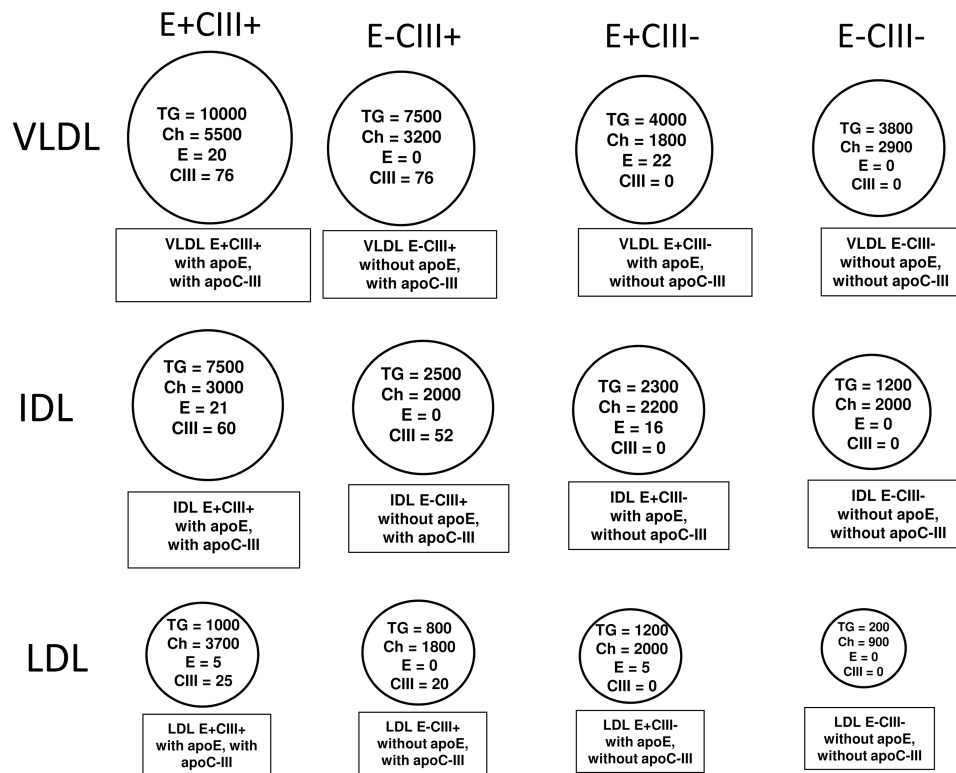 E+CIII+
E-CIII+
E+CIII-
E-CIII-
VLDL
TG = 10000
Ch = 5500
E = 20
CIII = 76
TG = 7500
Ch = 3200
E = 0
CIII = 76
TG = 4000
Ch = 1800
E = 22
CIII = 0
TG = 3800
Ch = 2900
E = 0
CIII = 0
VLDL E+CIII+
with apoE,
with apoC-III
VLDL E-CIII+
without apoE,
with apoC-III
VLDL E+CIII-
with apoE,
without apoC-III
VLDL E-CIII-
without apoE,
without apoC-III
IDL
TG = 7500
Ch = 3000
E = 21
CIII = 60
TG = 2500
Ch = 2000
E = 0
CIII = 52
TG = 2300
Ch = 2200
E = 16
CIII = 0
TG = 1200
Ch = 2000
E = 0
CIII = 0
IDL E+CIII+
with apoE,
with apoC-III
IDL E-CIII+
without apoE,
with apoC-III
IDL E+CIII-
with apoE,
without apoC-III
IDL E-CIII-
without apoE,
without apoC-III
LDL
TG = 1000
Ch = 3700
E = 5
CIII = 25
TG = 800
Ch = 1800
E = 0
CIII = 20
TG = 1200
Ch = 2000
E = 5
CIII = 0
TG = 200
Ch = 900
E = 0
CIII = 0
LDL E+CIII+
with apoE, with
apoC-III
LDL E-CIII+
without apoE,
with apoC-III
LDL E+CIII-
with apoE,
without apoC-III
LDL E-CIII-
without apoE,
without apoC-III